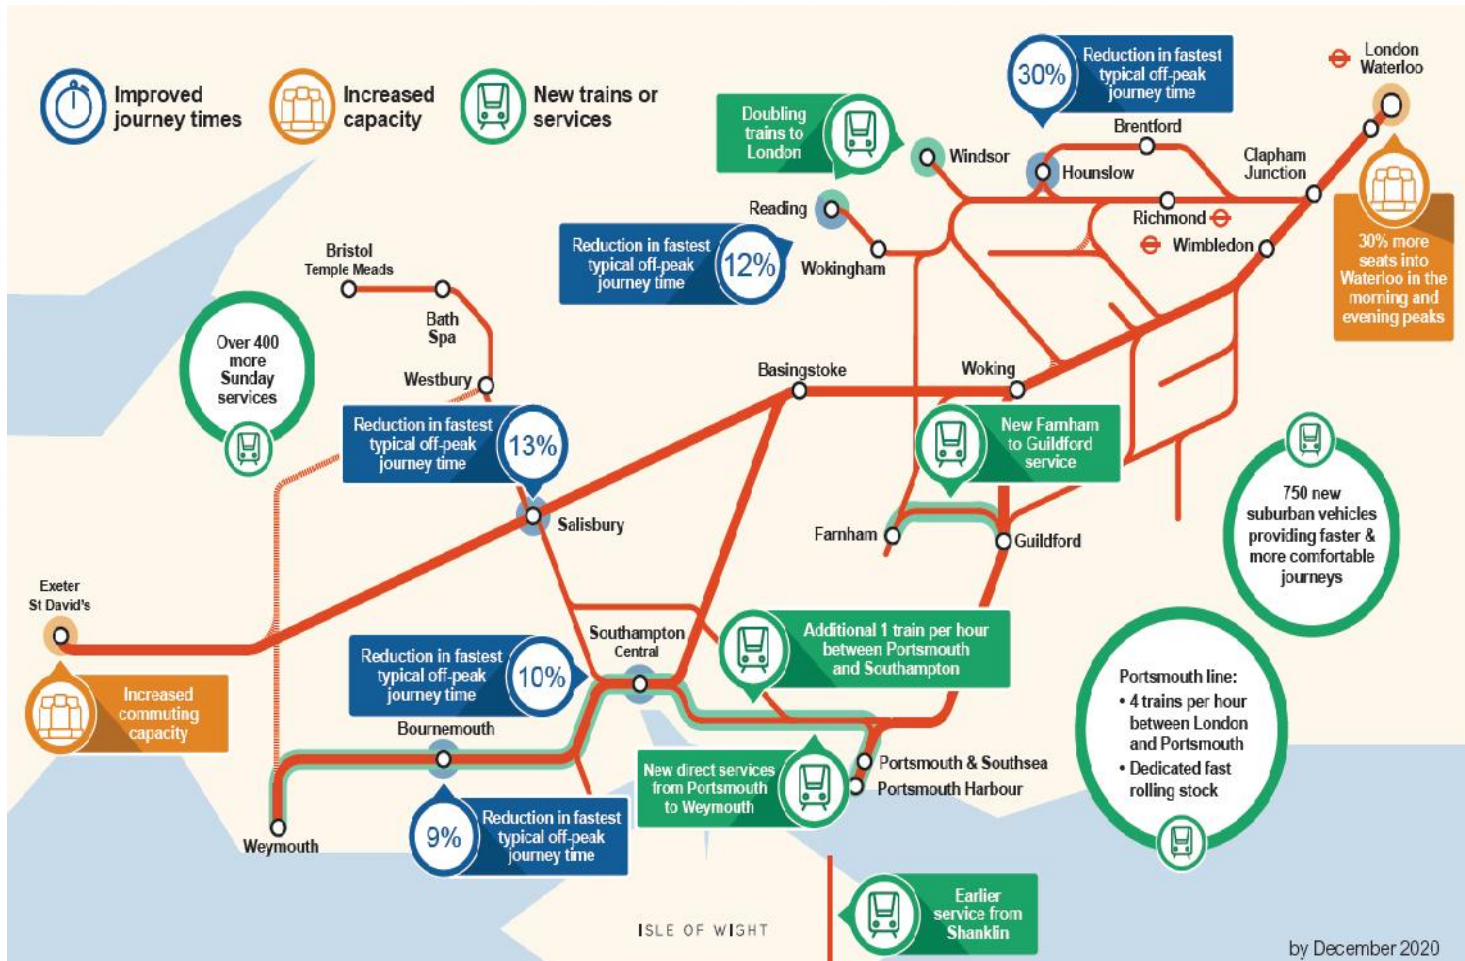 Improved
journey times
Increased
capacity
New trains or
services
Doubling
trains to
London
30%
Reduction in fastest
typical off-peak
journey time
London
Waterloo
Brentford
Windsor
Hounslow
Clapham
Junction
Reading
Richmond
Wimbledon
30% more
seats into
Waterloo in the
morning and
evening peaks
Reduction in fastest
typical off-peak
journey time
12%
Wokingham
Bristol
Temple Meads
Bath
Spa
Over 400
more
Sunday
services
Westbury
Basingstoke
Woking
Reduction in fastest
typical off-peak
journey time
13%
New Farnham
to Guildford
service
750 new
suburban vehicles
providing faster &
more comfortable
journeys
Salisbury
Farnham
Guildford
Exeter
St David's
Increased
commuting
capacity
Southampton
Central
Additional 1 train per hour
between Portsmouth
and Southampton
Reduction in fastest
typical off-peak
journey time
10%
Portsmouth line:
• 4 trains per hour
between London
and Portsmouth
• Dedicated fast
rolling stock
Bournemouth
New direct services
from Portsmouth
to Weymouth
Portsmouth & Southsea
Portsmouth Harbour
Weymouth
9%
Reduction in fastest
typical off-peak
journey time
Earlier
service from
Shanklin
ISLE OF WIGHT
by December 2020